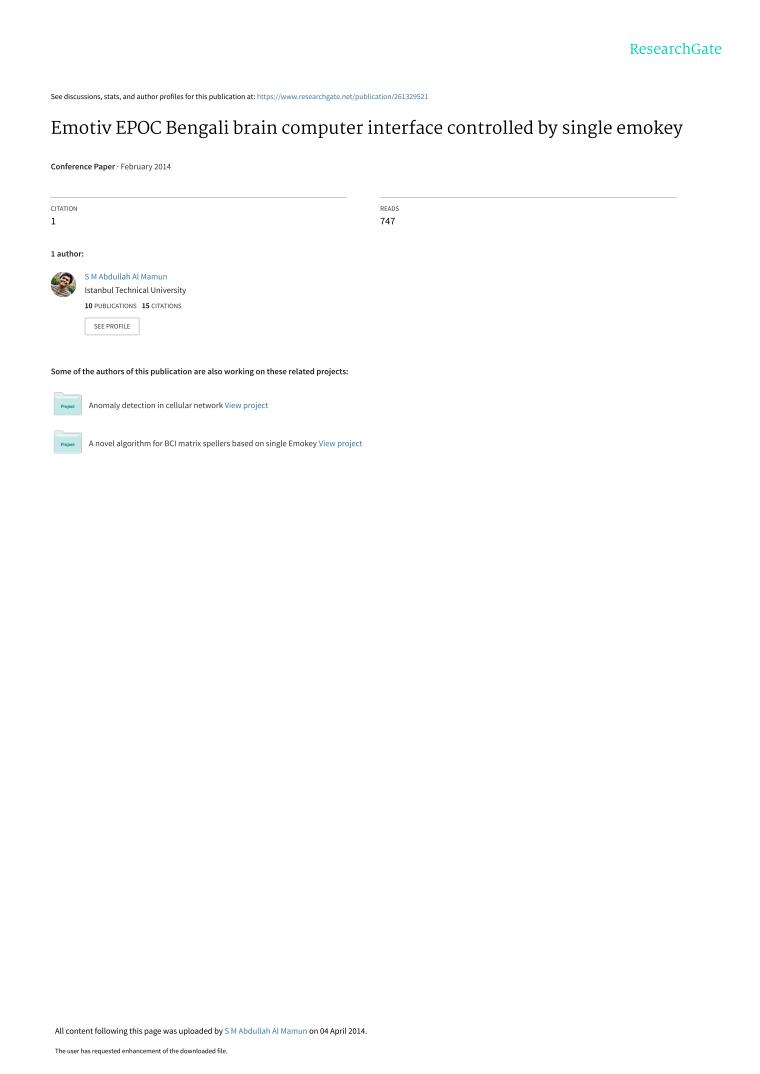 ResearchGate
See discussions, stats, and author profiles for this publication at: https://www.researchgate.net/publication/261329521
Emotiv EPOC Bengali brain computer interface controlled by single emokey
Conference Paper · February 2014
CITATION
1
READS
747
1 author:
S M Abdullah Al Mamun
Istanbul Technical University
10 PUBLICATIONS 15 CITATIONS
SEE PROFILE
Some of the authors of this publication are also working on these related projects:
Project
Anomaly detection in cellular network View project
Project
A novel algorithm for BCI matrix spellers based on single Emokey View project
All content following this page was uploaded by S M Abdullah Al Mamun on 04 April 2014.
The user has requested enhancement of the downloaded file.